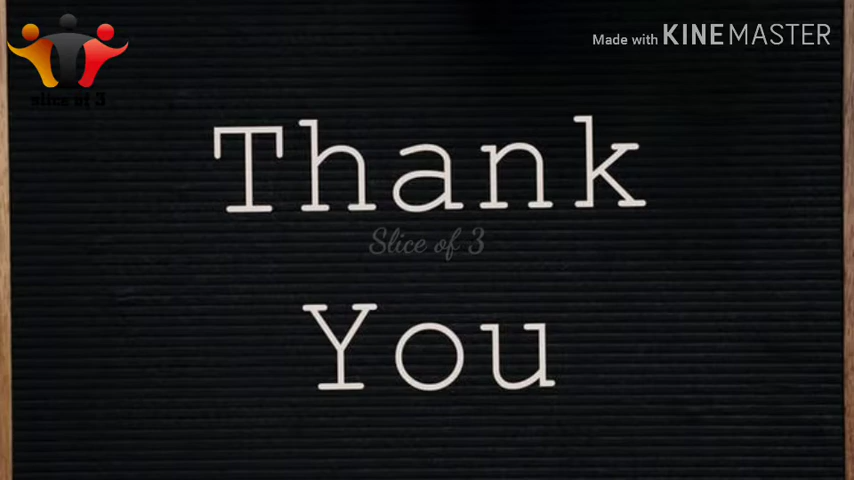 slice of 3
Made with KINEMASTER
Thank
Slice of 3
You